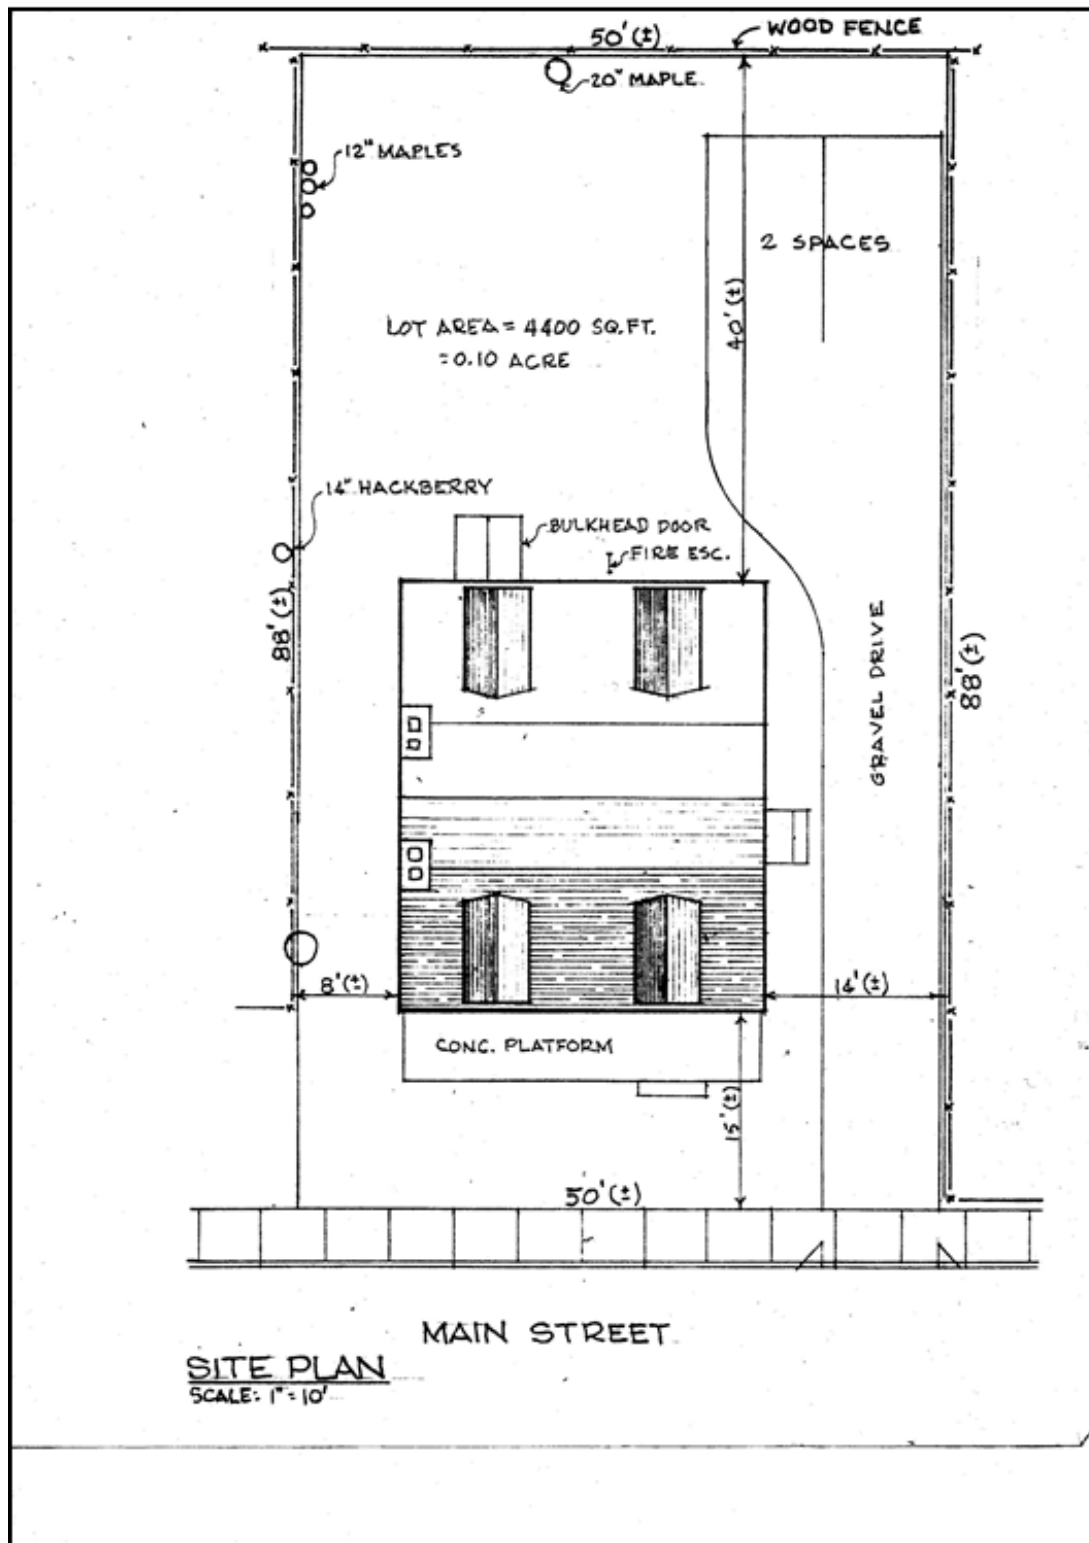 50'(±)
WOOD FENCE
20" MAPLE
12" MAPLES
2 SPACES
40'(±)
LOT AREA = 4400 SQ.FT.
= 0.10 ACRE
14" HACKBERRY
BULKHEAD DOOR
FIRE ESC.
88'(±)
GRAVEL DRIVE
88'(±)
8'(±)
14'(±)
CONC. PLATFORM
15'(±)
50'(±)
MAIN STREET
SITE PLAN
SCALE: 1" = 10'